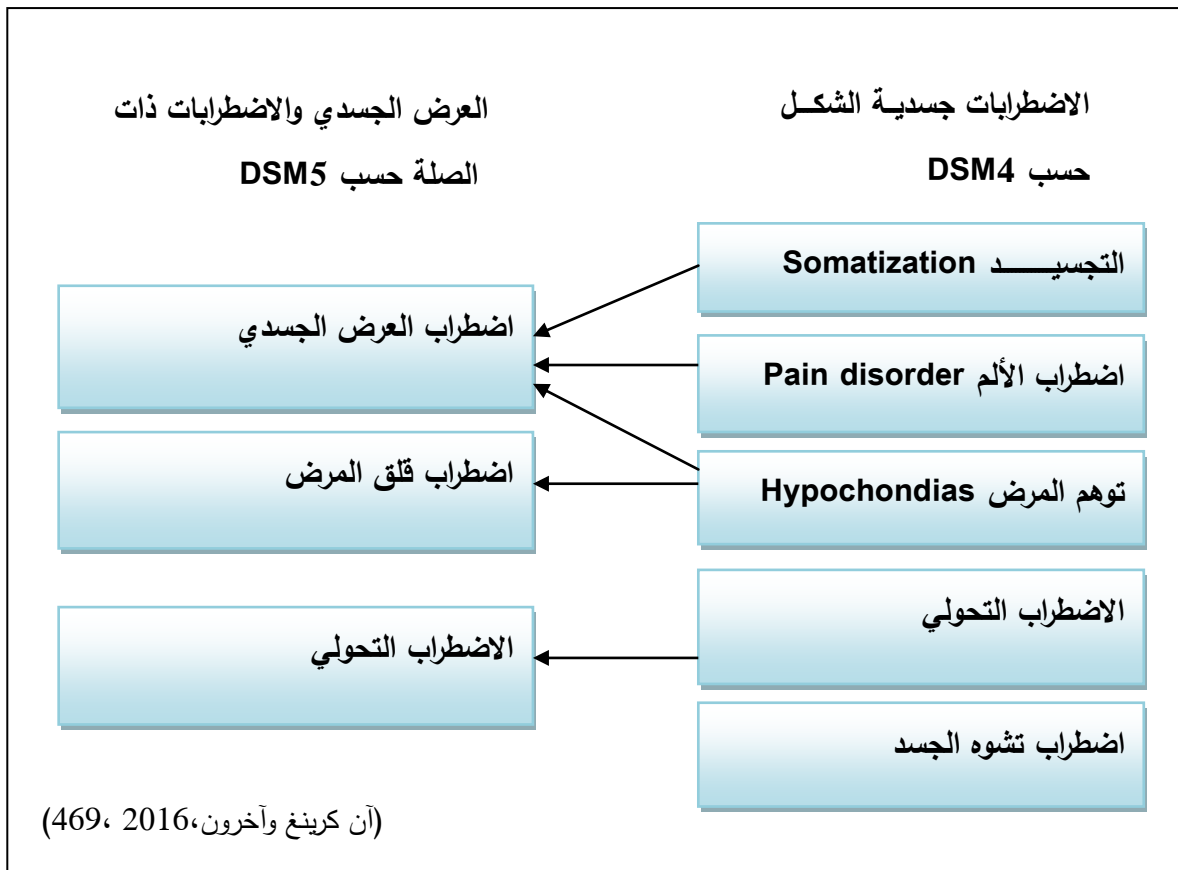 الاضطرابات جسدية الشكل
حسب DSM4
العرض الجسدي والاضطرابات ذات
الصلة حسب DSM5
التجسيد Somatization
اضطراب الألم Pain disorder
توهم المرض Hypochondias
الاضطراب التحولي
اضطراب تشوه الجسد
اضطراب العرض الجسدي
اضطراب قلق المرض
الاضطراب التحولي
(آن كرينغ وآخرون،2016 ،469)